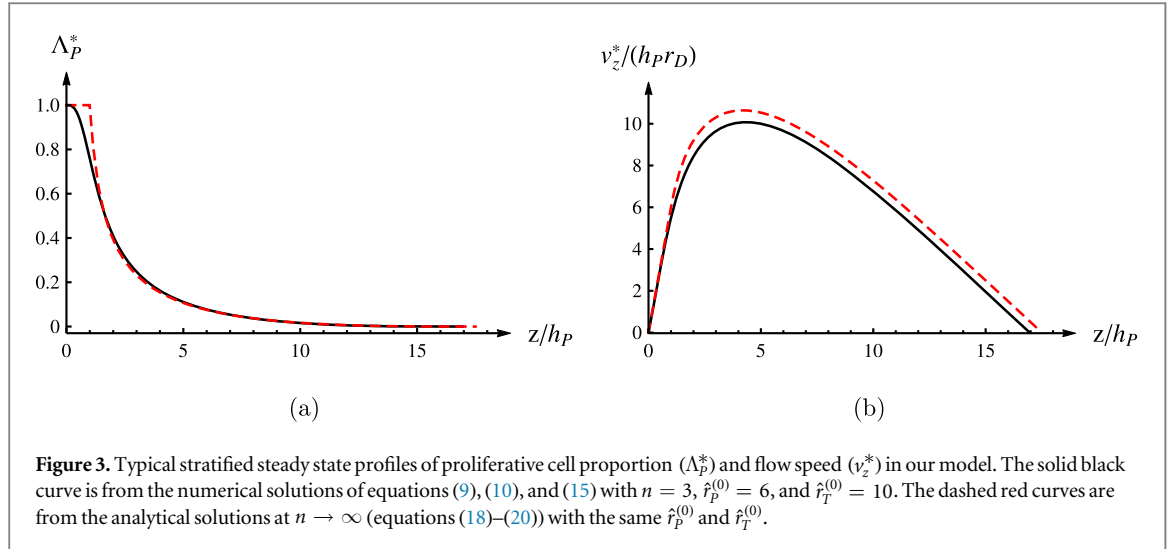 Λ*P
1.0
0.8
0.6
0.4
0.2
0
0
5
10
15
z/hP
(a)
v*z/(hPrD)
10
8
6
4
2
0
0
5
10
15
z/hP
(b)
Figure 3. Typical stratified steady state profiles of proliferative cell proportion (Λ*P) and flow speed (v*z) in our model. The solid black
curve is from the numerical solutions of equations (9), (10), and (15) with n = 3, r̂P(0) = 6, and r̂T(0) = 10. The dashed red curves are
from the analytical solutions at n → ∞ (equations (18)–(20)) with the same r̂P(0) and r̂T(0).